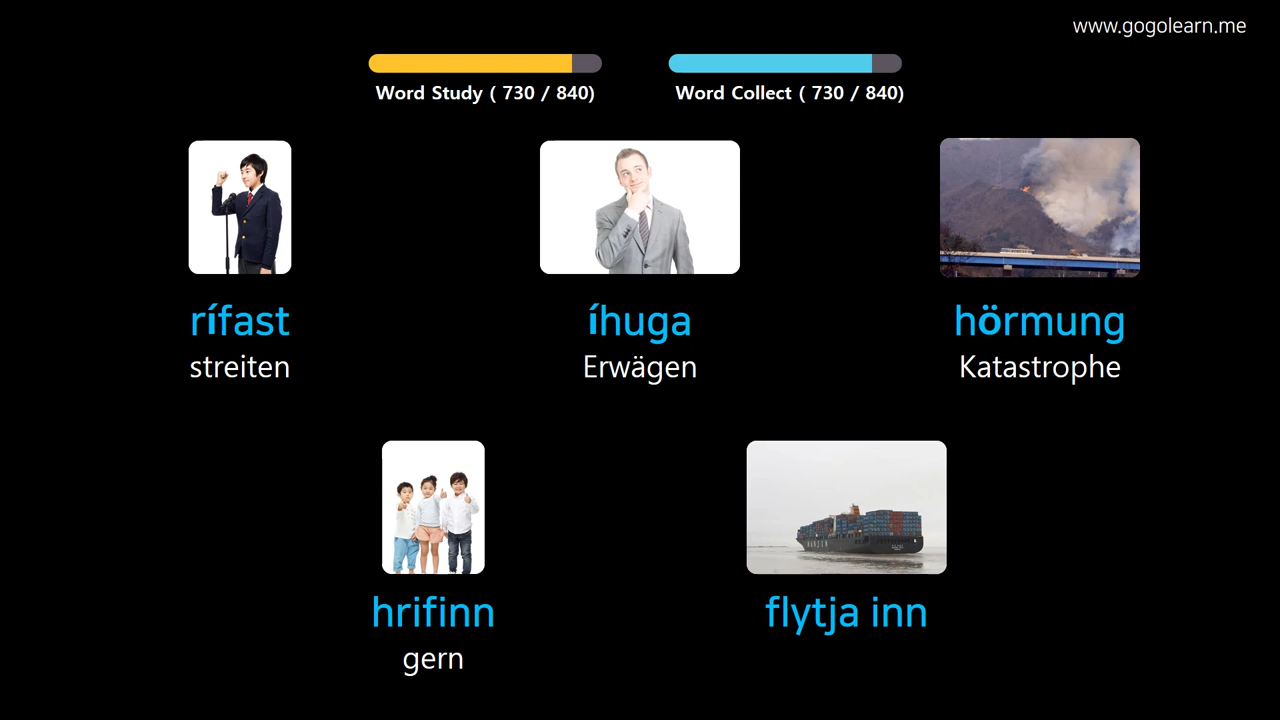 www.gogolearn.me
Word Study ( 730 / 840)
Word Collect ( 730 / 840)
rífast
streiten
íhuga
Erwägen
hörmung
Katastrophe
hrifinn
gern
flytja inn